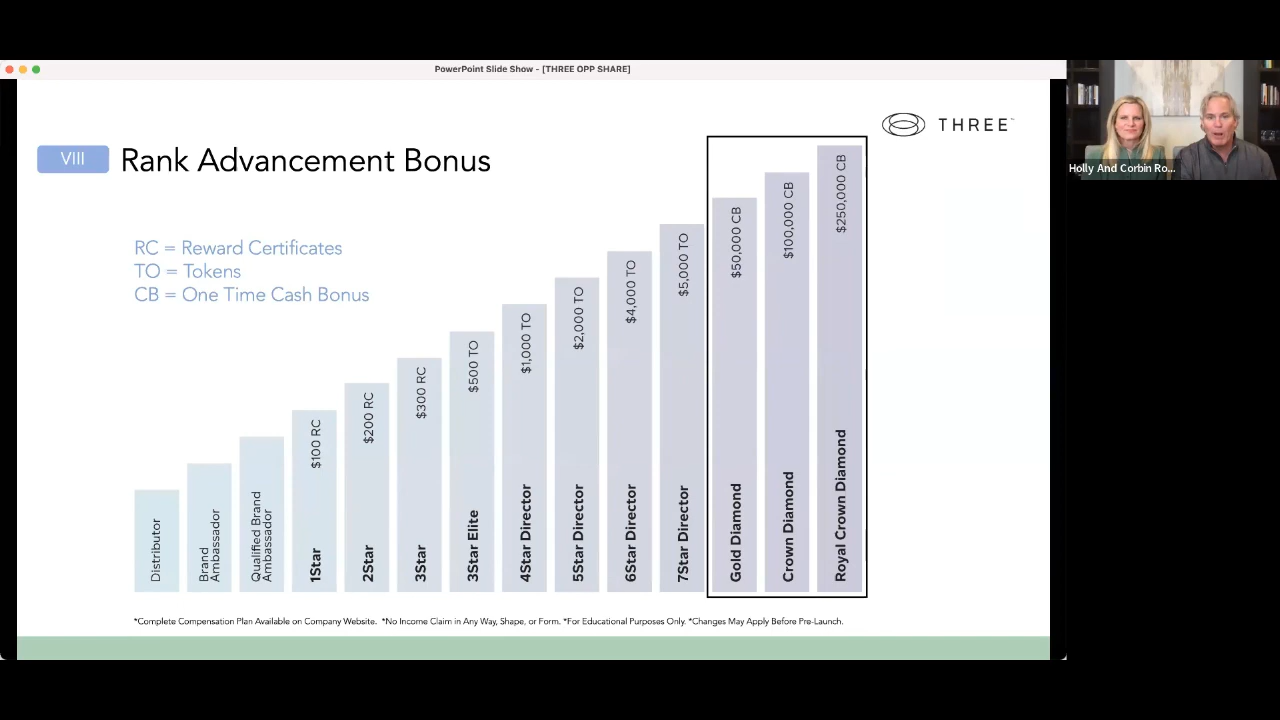 PowerPoint Slide Show - [THREE OPP SHARE]
THREE™
Holly And Corbin Ro...
VIII
Rank Advancement Bonus
RC = Reward Certificates
TO = Tokens
CB = One Time Cash Bonus
Distributor
Brand
Ambassador
Qualified Brand
Ambassador
1Star
$100 RC
2Star
$200 RC
3Star
$300 RC
3Star Elite
$500 TO
4Star Director
$1,000 TO
5Star Director
$2,000 TO
6Star Director
$4,000 TO
7Star Director
$5,000 TO
Gold Diamond
$50,000 CB
Crown Diamond
$100,000 CB
Royal Crown Diamond
$250,000 CB
*Complete Compensation Plan Available on Company Website. *No Income Claim in Any Way, Shape, or Form. *For Educational Purposes Only. *Changes May Apply Before Pre-Launch.